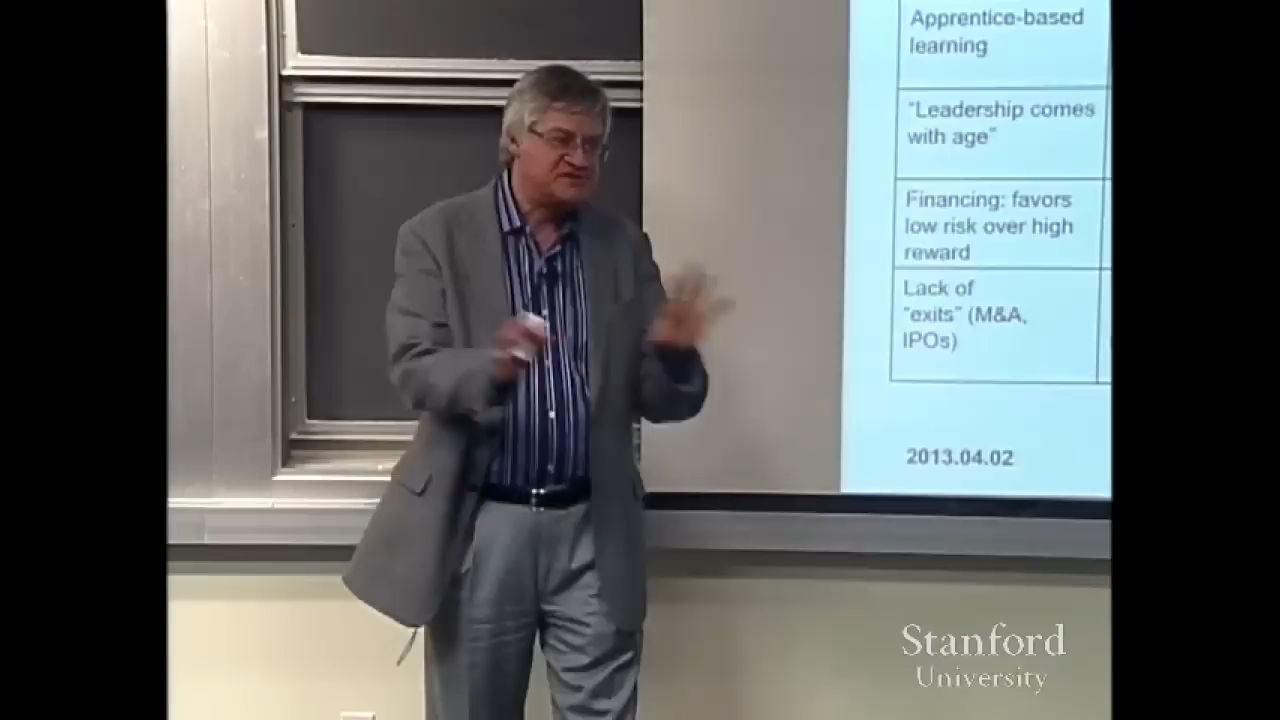 Apprentice-based
learning
"Leadership comes
with age"
Financing: favors
low risk over high
reward
Lack of
"exits" (M&A,
IPOs)
2013.04.02
Stanford
University